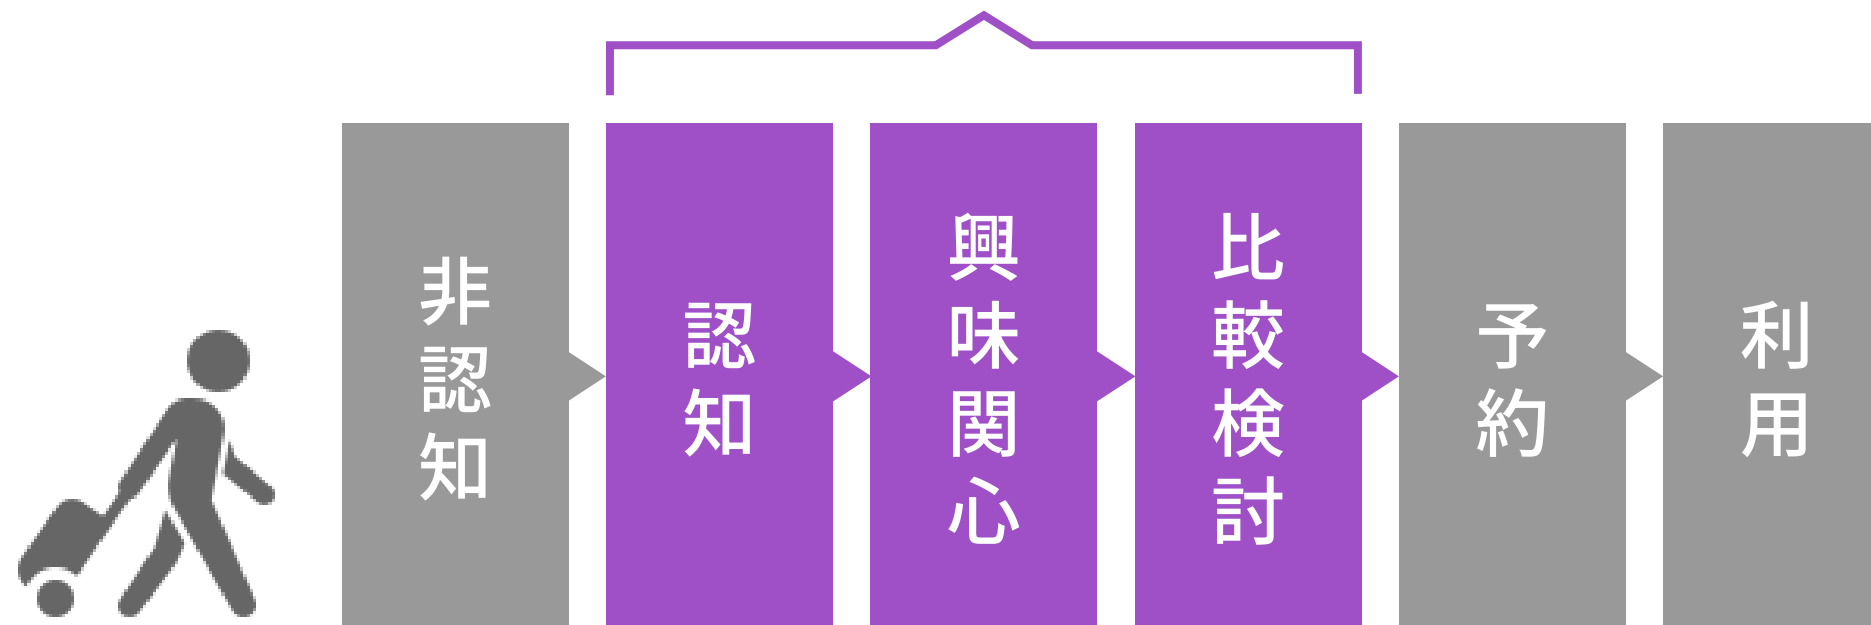 非認知
認知
興味関心
比較検討
予約
利用